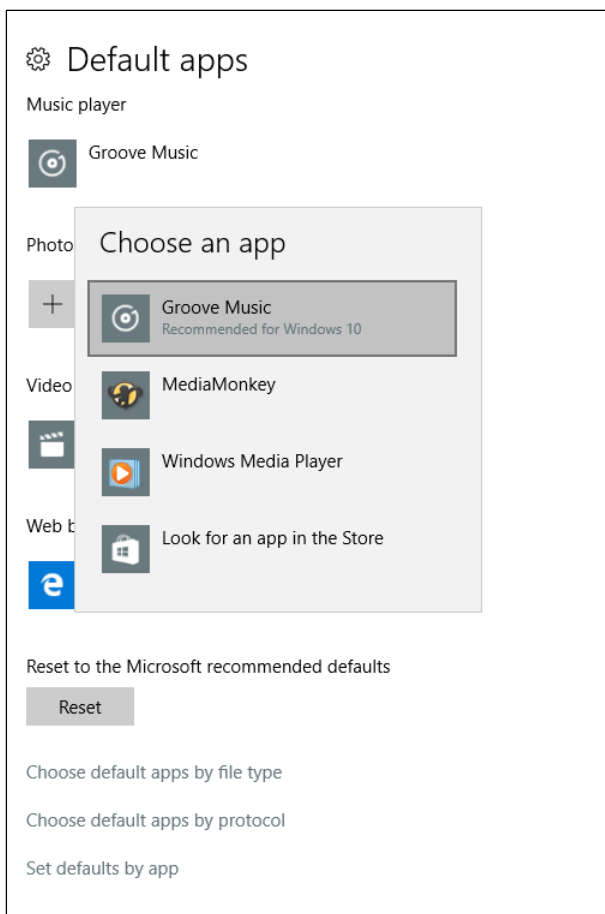 Default apps
Music player
Groove Music
Photo
Choose an app
Groove Music
Recommended for Windows 10
MediaMonkey
Video
Windows Media Player
Web b
Look for an app in the Store
Reset to the Microsoft recommended defaults
Reset
Choose default apps by file type
Choose default apps by protocol
Set defaults by app